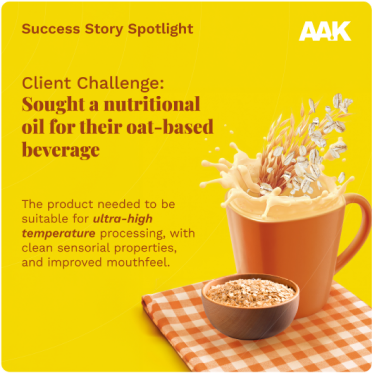 Success Story Spotlight
AAK
Client Challenge:
Sought a nutritional
oil for their oat-based
beverage
The product needed to be
suitable for ultra-high
temperature processing, with
clean sensorial properties,
and improved mouthfeel.